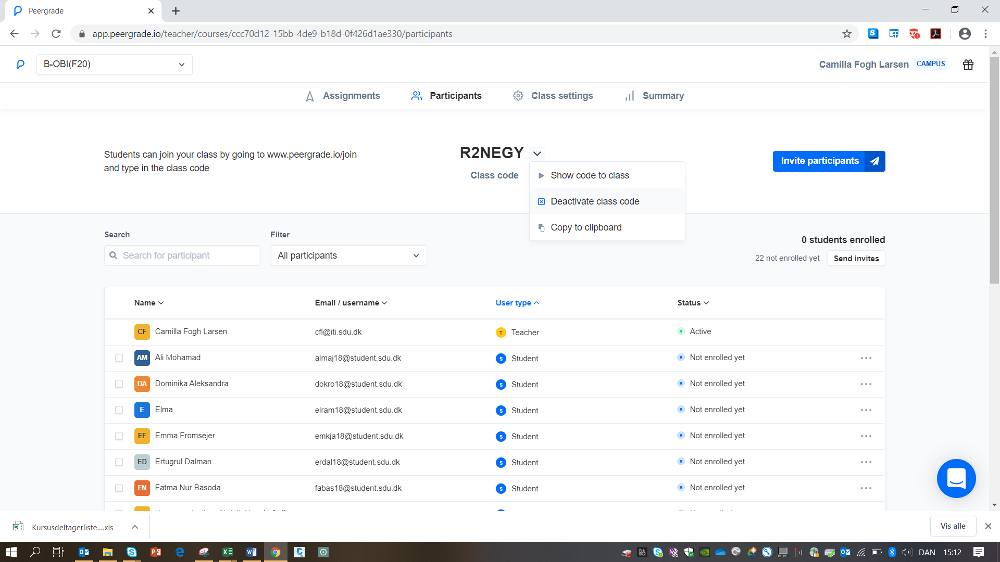 Peergrade
app.peergrade.io/teacher/courses/ccc70d12-15bb-4de9-b18d-0f426d1ae330/participants
B-OBI(F20)
Camilla Fogh Larsen CAMPUS
Assignments Participants Class settings Summary
Students can join your class by going to www.peergrade.io/join
and type in the class code
R2NEGY
Class code
Show code to class
Deactivate class code
Copy to clipboard
Invite participants
Search
Filter
Search for participant
All participants
0 students enrolled
22 not enrolled yet Send invites
Name Email / username User type Status
CF Camilla Fogh Larsen cfl@iti.sdu.dk T Teacher Active
AM Ali Mohamad almaj18@student.sdu.dk S Student Not enrolled yet
DA Dominika Aleksandra dokro18@student.sdu.dk S Student Not enrolled yet
E Elma elram18@student.sdu.dk S Student Not enrolled yet
EF Emma Fromsejer emkja18@student.sdu.dk S Student Not enrolled yet
ED Ertugrul Dalman erdal18@student.sdu.dk S Student Not enrolled yet
FN Fatma Nur Basoda fabas18@student.sdu.dk S Student Not enrolled yet
Kursusdeltagerliste....xls
Vis alle
DAN 15:12